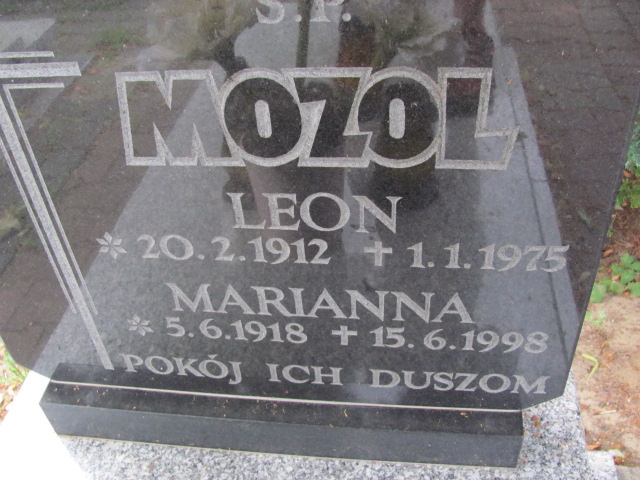 Ś.P.
MOZOL
LEON
* 20.2.1912 + 1.1.1975
MARIANNA
* 5.6.1918 + 15.6.1998
POKÓJ ICH DUSZOM